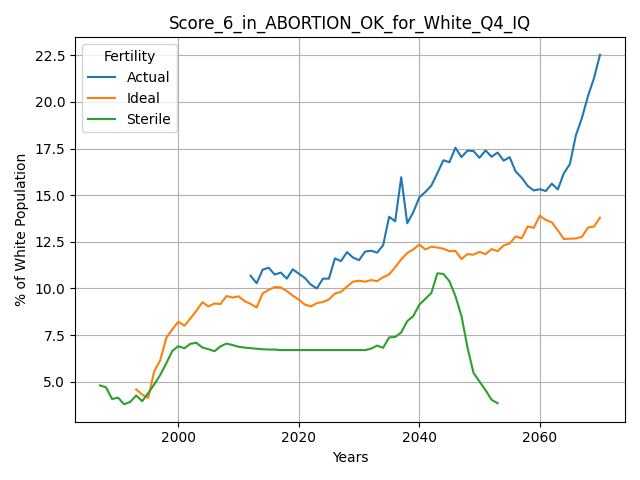 Score_6_in_ABORTION_OK_for_White_Q4_IQ
Fertility
Actual
Ideal
Sterile
% of White Population
22.5
20.0
17.5
15.0
12.5
10.0
7.5
5.0
2000
2020
2040
2060
Years